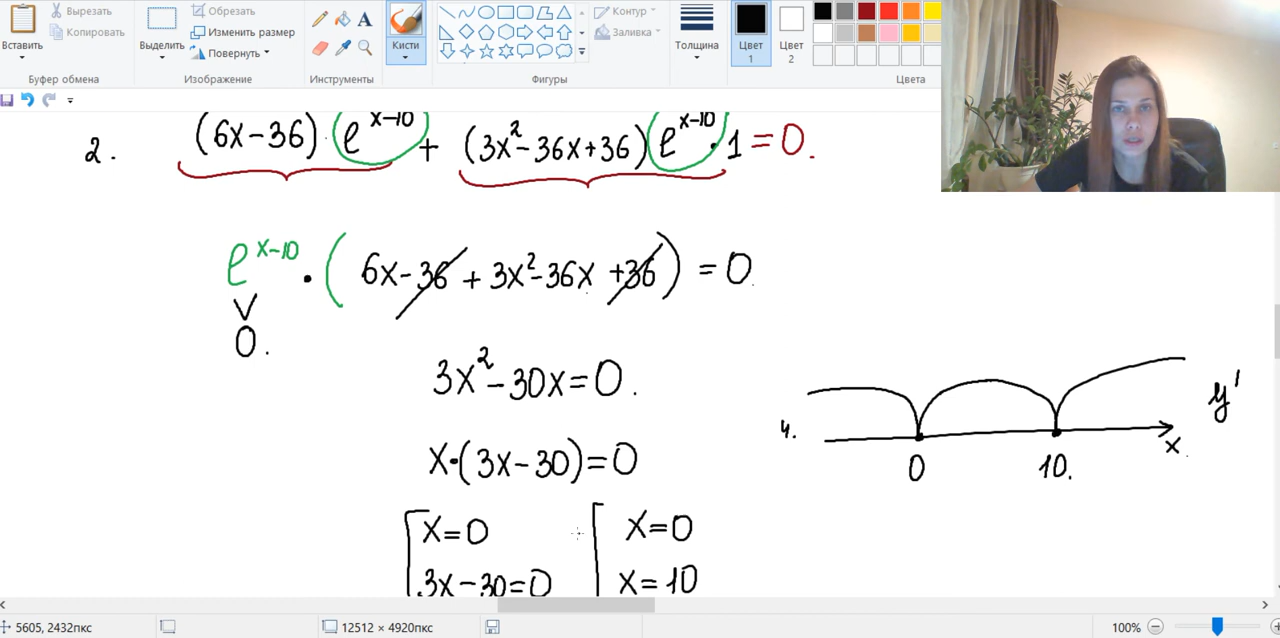 Вставить
Вырезать
Копировать
Буфер обмена
Выделить
Обрезать
Изменить размер
Повернуть
Изображение
A
Инструменты
Кисти
Контур
Заливка
Фигуры
Толщина
Цвет 1
Цвет 2
Цвета
2. (6x-36) · e^{x-10} + (3x²-36x+36) e^{x-10} · 1 = 0.
e^{x-10} · (6x-36+3x²-36x+36) = 0.
V
0.
3x²-30x=0.
x·(3x-30)=0
x=0 x=0
3x-30=0 x=10
4. y'
x
0 10.
5605, 2432пкс
12512 × 4920пкс
100%